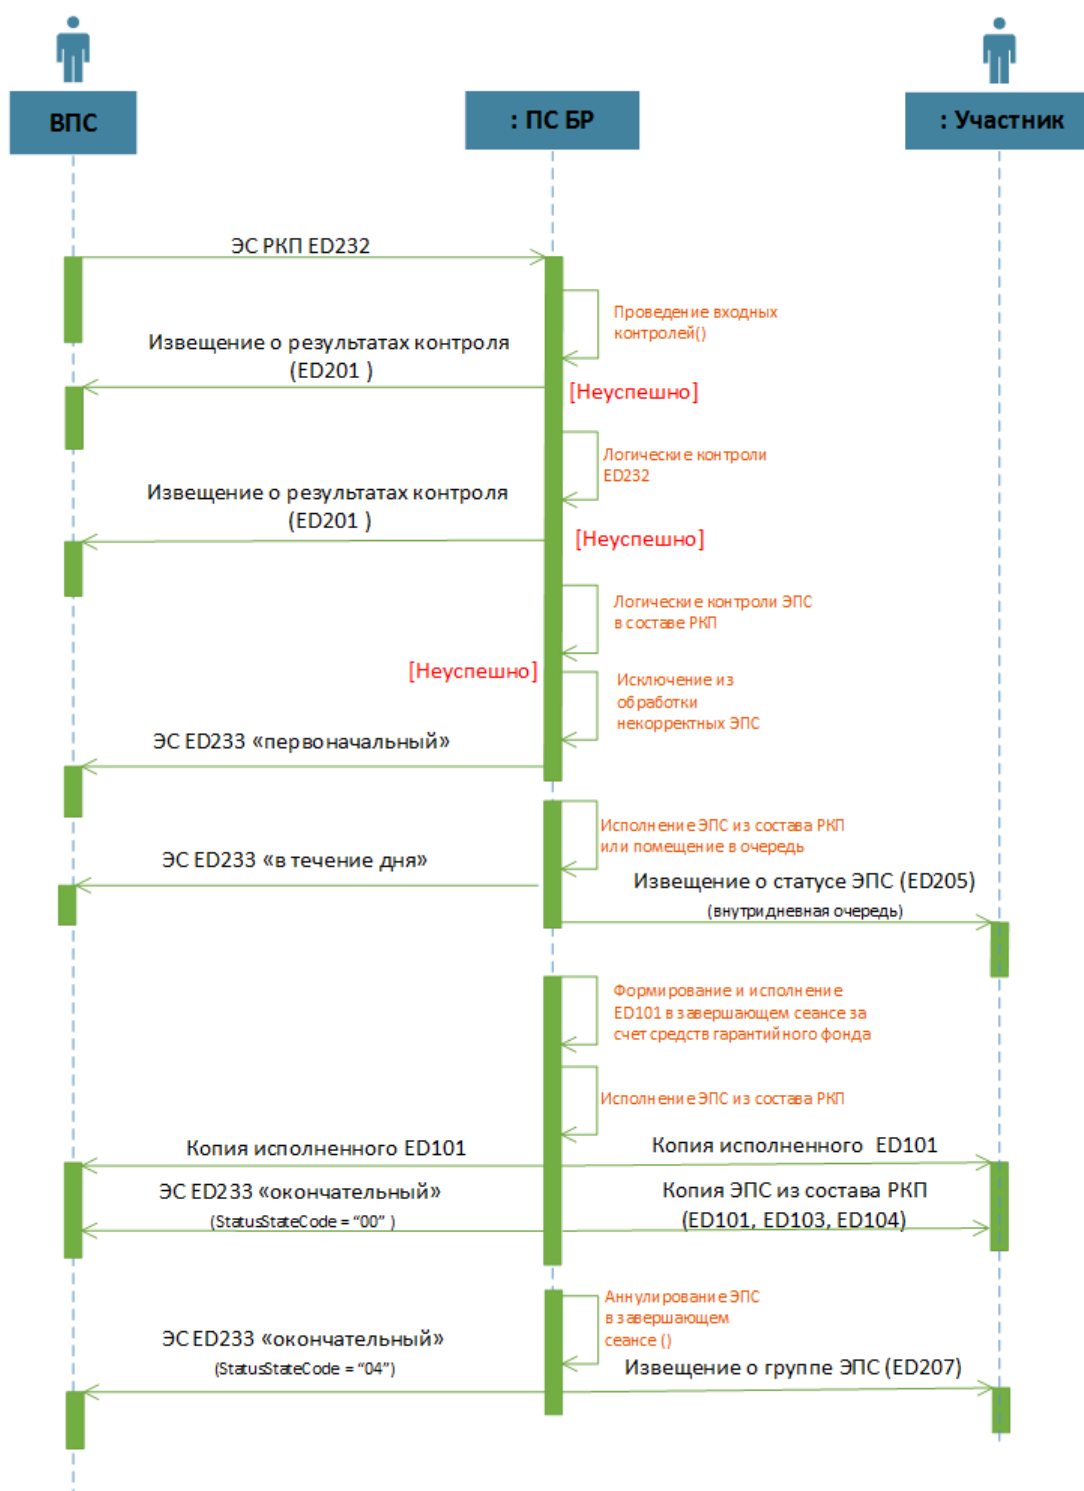 ВПС
: ПС БР
: Участник
ЭС РКП ED232
Проведение входных
контролей()
Извещение о результатах контроля
(ED201 )
[Неуспешно]
Логические контроли
ED232
Извещение о результатах контроля
(ED201 )
[Неуспешно]
Логические контроли ЭПС
в составе РКП
[Неуспешно]
Исключение из
обработки
некорректных ЭПС
ЭС ED233 «первоначальный»
Исполнение ЭПС из состава РКП
или помещение в очередь
ЭС ED233 «в течение дня»
Извещение о статусе ЭПС (ED205)
(внутридневная очередь)
Формирование и исполнение
ED101 в завершающем сеансе за
счет средств гарантийного фонда
Исполнение ЭПС из состава РКП
Копия исполненного ED101
Копия исполненного ED101
ЭС ED233 «окончательный»
(StatusStateCode = “00” )
Копия ЭПС из состава РКП
(ED101, ED103, ED104)
Аннулирование ЭПС
в завершающем
сеансе ()
ЭС ED233 «окончательный»
(StatusStateCode = “04”)
Извещение о группе ЭПС (ED207)